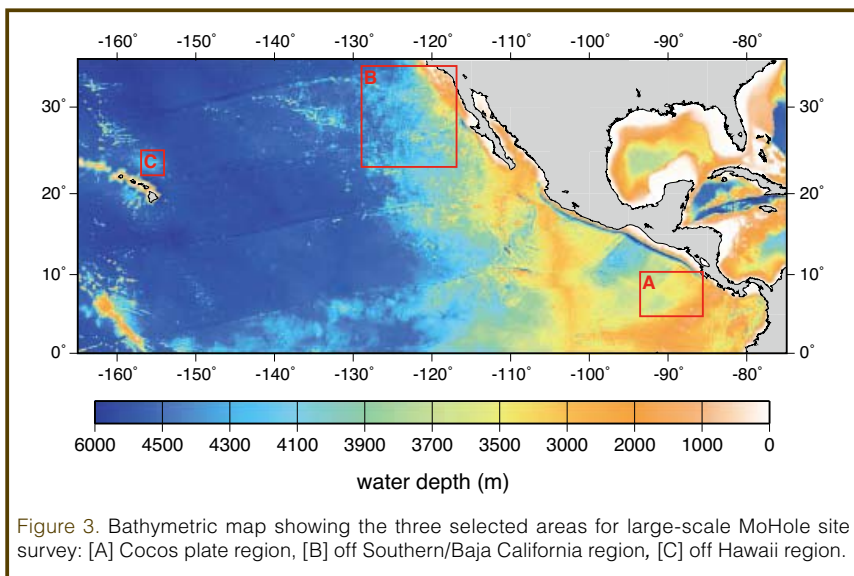 -160° -150° -140° -130° -120° -110° -100° -90° -80°
B
30° 30°
C
20° 20°
A
10° 10°
0° 0°
-160° -150° -140° -130° -120° -110° -100° -90° -80°
6000 4500 4300 4100 3900 3700 3500 3000 2000 1000 0
water depth (m)
Figure 3. Bathymetric map showing the three selected areas for large-scale MoHole site
survey: [A] Cocos plate region, [B] off Southern/Baja California region, [C] off Hawaii region.